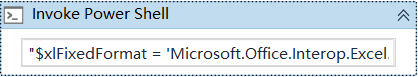 Invoke Power Shell
"$xlFixedFormat = 'Microsoft.Office.Interop.Excel.